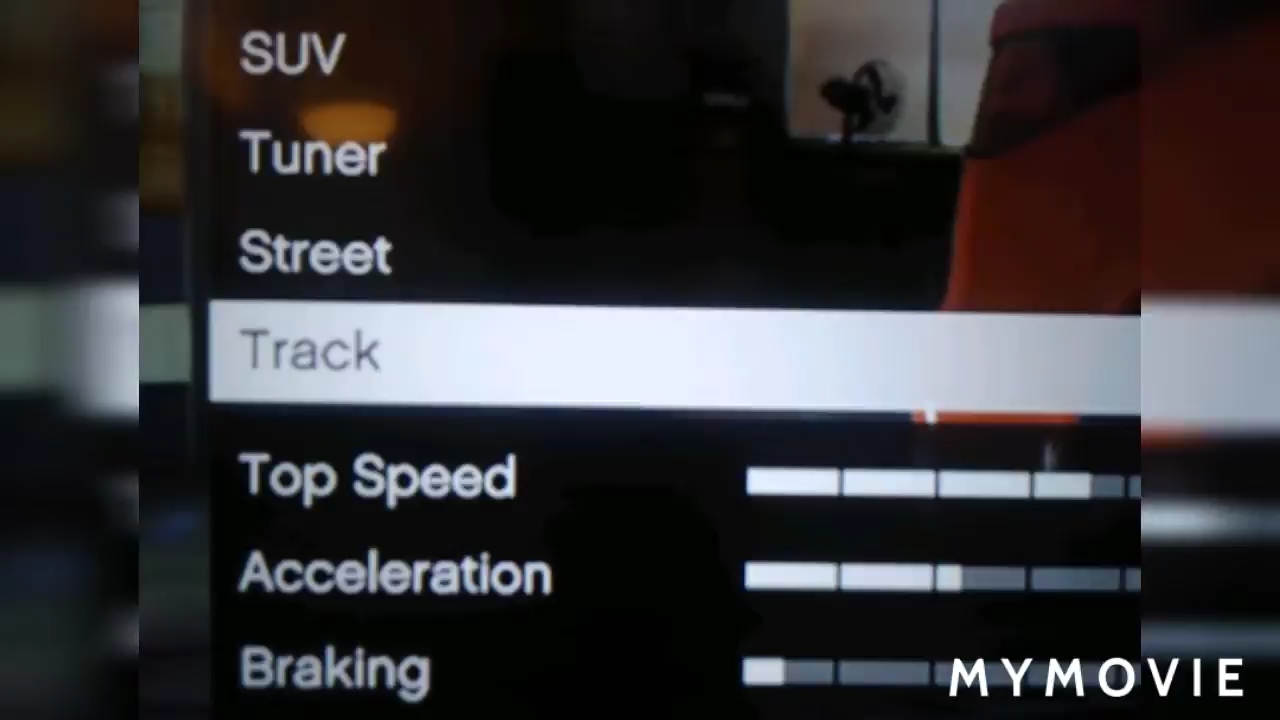 SUV
Tuner
Street
Track
Top Speed
Acceleration
Braking
MYMOVIE